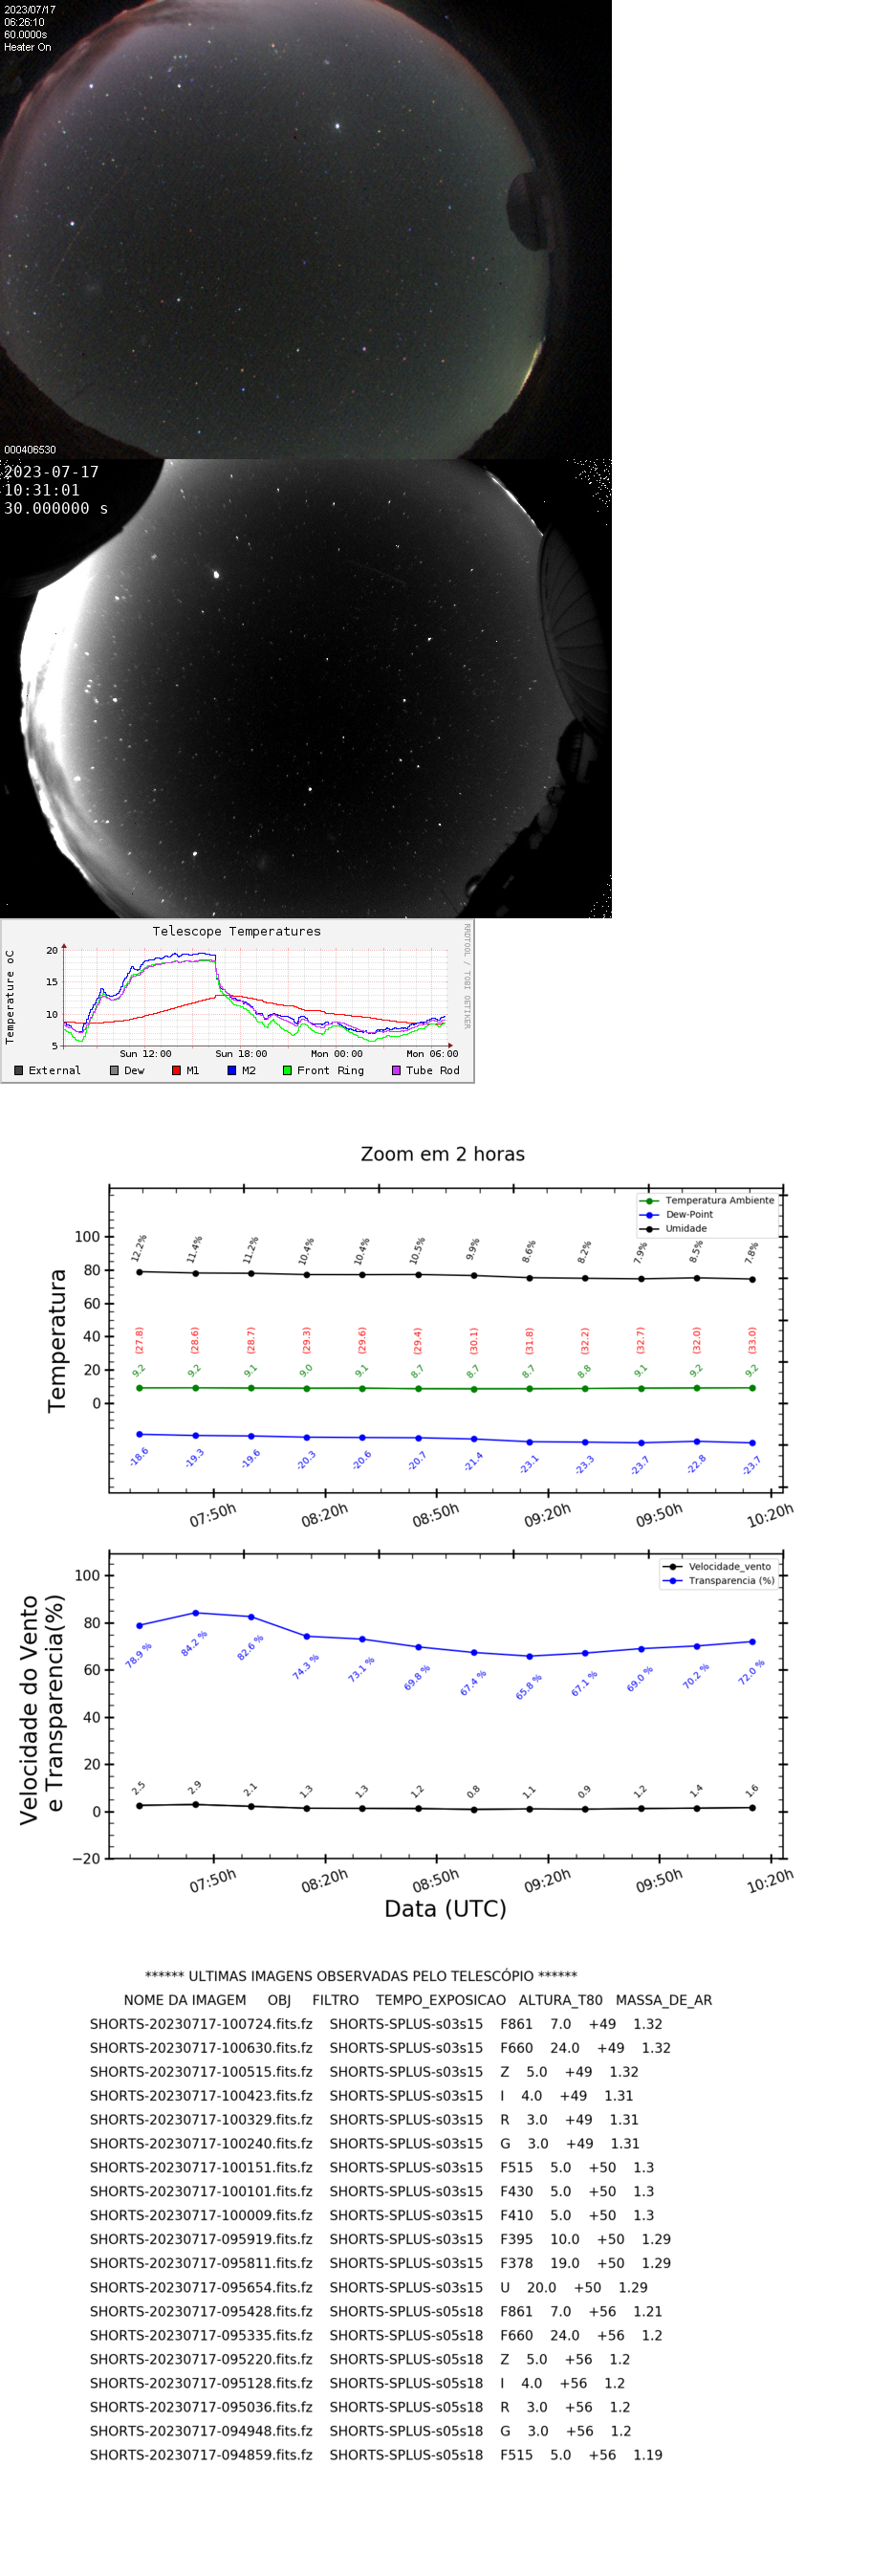 2023/07/17
06:26:10
60.0000s
Heater On
000406530
2023-07-17
10:31:01
30.000000 s
Telescope Temperatures
RRDTOOL / TOBI OETIKER
Temperature oC
20
15
10
5
Sun 12:00 Sun 18:00 Mon 00:00 Mon 06:00
External Dew M1 M2 Front Ring Tube Rod
Zoom em 2 horas
Temperatura Ambiente
Dew-Point
Umidade
Temperatura
100
80
60
40
20
0
12.2% 11.4% 11.2% 10.4% 10.4% 10.5% 9.9% 8.6% 8.2% 7.9% 8.5% 7.8%
(27.8) (28.6) (28.7) (29.3) (29.6) (29.4) (30.1) (31.8) (32.2) (32.7) (32.0) (33.0)
9.2 9.2 9.1 9.0 9.1 8.7 8.7 8.7 8.8 9.1 9.2 9.2
-18.6 -19.3 -19.6 -20.3 -20.6 -20.7 -21.4 -23.1 -23.3 -23.7 -22.8 -23.7
07:50h 08:20h 08:50h 09:20h 09:50h 10:20h
Velocidade_vento
Transparencia (%)
Velocidade do Vento
e Transparencia(%)
100
80
60
40
20
0
−20
78.9 % 84.2 % 82.6 % 74.3 % 73.1 % 69.8 % 67.4 % 65.8 % 67.1 % 69.0 % 70.2 % 72.0 %
2.5 2.9 2.1 1.3 1.3 1.2 0.8 1.1 0.9 1.2 1.4 1.6
07:50h 08:20h 08:50h 09:20h 09:50h 10:20h
Data (UTC)
****** ULTIMAS IMAGENS OBSERVADAS PELO TELESCÓPIO ******
NOME DA IMAGEM OBJ FILTRO TEMPO_EXPOSICAO ALTURA_T80 MASSA_DE_AR
SHORTS-20230717-100724.fits.fz SHORTS-SPLUS-s03s15 F861 7.0 +49 1.32
SHORTS-20230717-100630.fits.fz SHORTS-SPLUS-s03s15 F660 24.0 +49 1.32
SHORTS-20230717-100515.fits.fz SHORTS-SPLUS-s03s15 Z 5.0 +49 1.32
SHORTS-20230717-100423.fits.fz SHORTS-SPLUS-s03s15 I 4.0 +49 1.31
SHORTS-20230717-100329.fits.fz SHORTS-SPLUS-s03s15 R 3.0 +49 1.31
SHORTS-20230717-100240.fits.fz SHORTS-SPLUS-s03s15 G 3.0 +49 1.31
SHORTS-20230717-100151.fits.fz SHORTS-SPLUS-s03s15 F515 5.0 +50 1.3
SHORTS-20230717-100101.fits.fz SHORTS-SPLUS-s03s15 F430 5.0 +50 1.3
SHORTS-20230717-100009.fits.fz SHORTS-SPLUS-s03s15 F410 5.0 +50 1.3
SHORTS-20230717-095919.fits.fz SHORTS-SPLUS-s03s15 F395 10.0 +50 1.29
SHORTS-20230717-095811.fits.fz SHORTS-SPLUS-s03s15 F378 19.0 +50 1.29
SHORTS-20230717-095654.fits.fz SHORTS-SPLUS-s03s15 U 20.0 +50 1.29
SHORTS-20230717-095428.fits.fz SHORTS-SPLUS-s05s18 F861 7.0 +56 1.21
SHORTS-20230717-095335.fits.fz SHORTS-SPLUS-s05s18 F660 24.0 +56 1.2
SHORTS-20230717-095220.fits.fz SHORTS-SPLUS-s05s18 Z 5.0 +56 1.2
SHORTS-20230717-095128.fits.fz SHORTS-SPLUS-s05s18 I 4.0 +56 1.2
SHORTS-20230717-095036.fits.fz SHORTS-SPLUS-s05s18 R 3.0 +56 1.2
SHORTS-20230717-094948.fits.fz SHORTS-SPLUS-s05s18 G 3.0 +56 1.2
SHORTS-20230717-094859.fits.fz SHORTS-SPLUS-s05s18 F515 5.0 +56 1.19